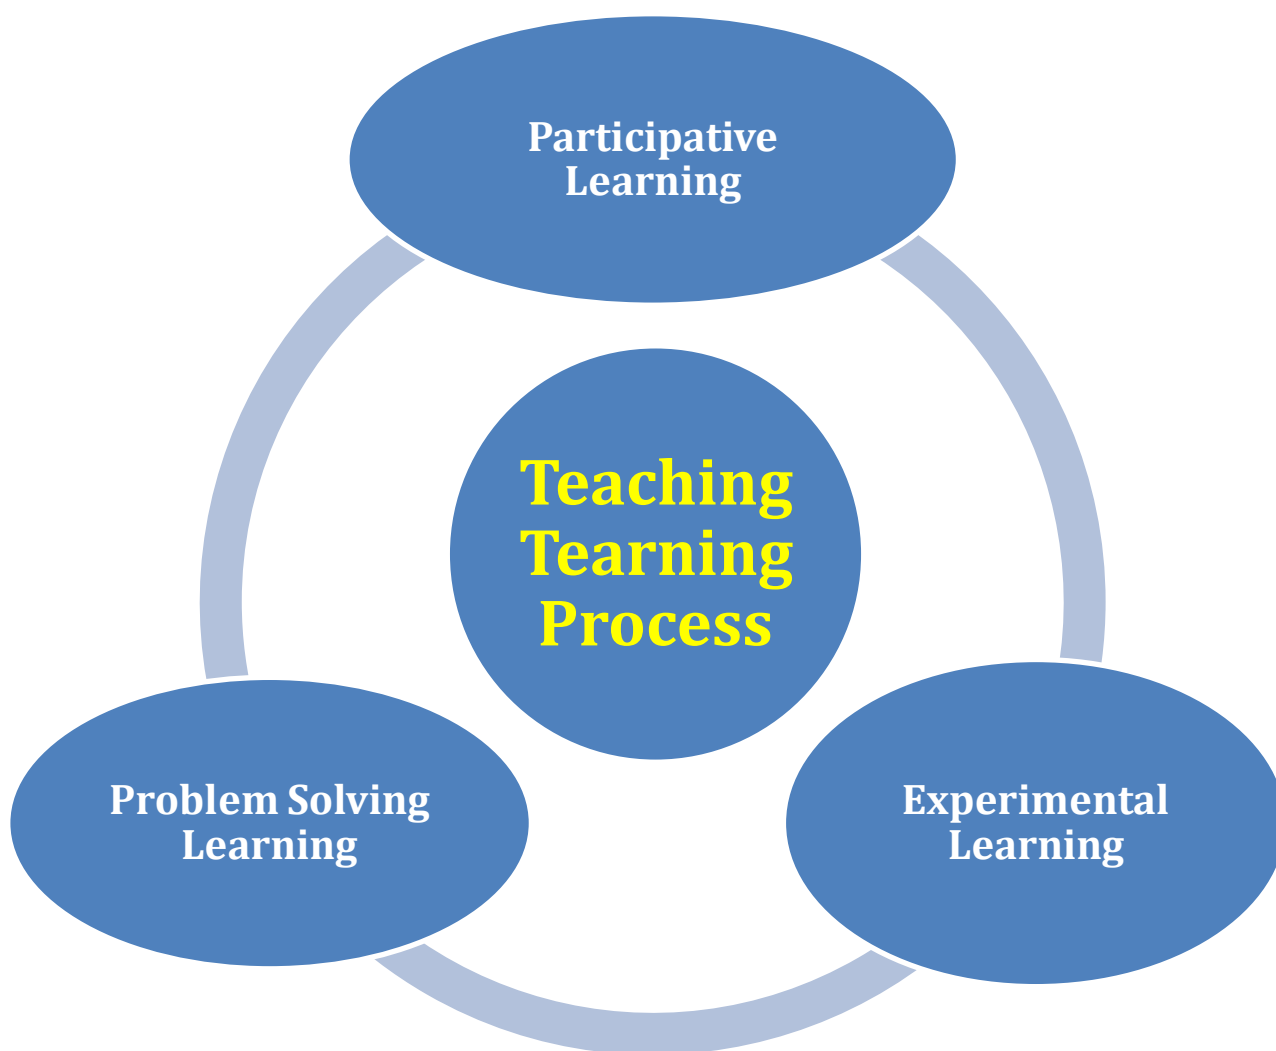 Participative
Learning
Teaching
Tearning
Process
Problem Solving
Learning
Experimental
Learning